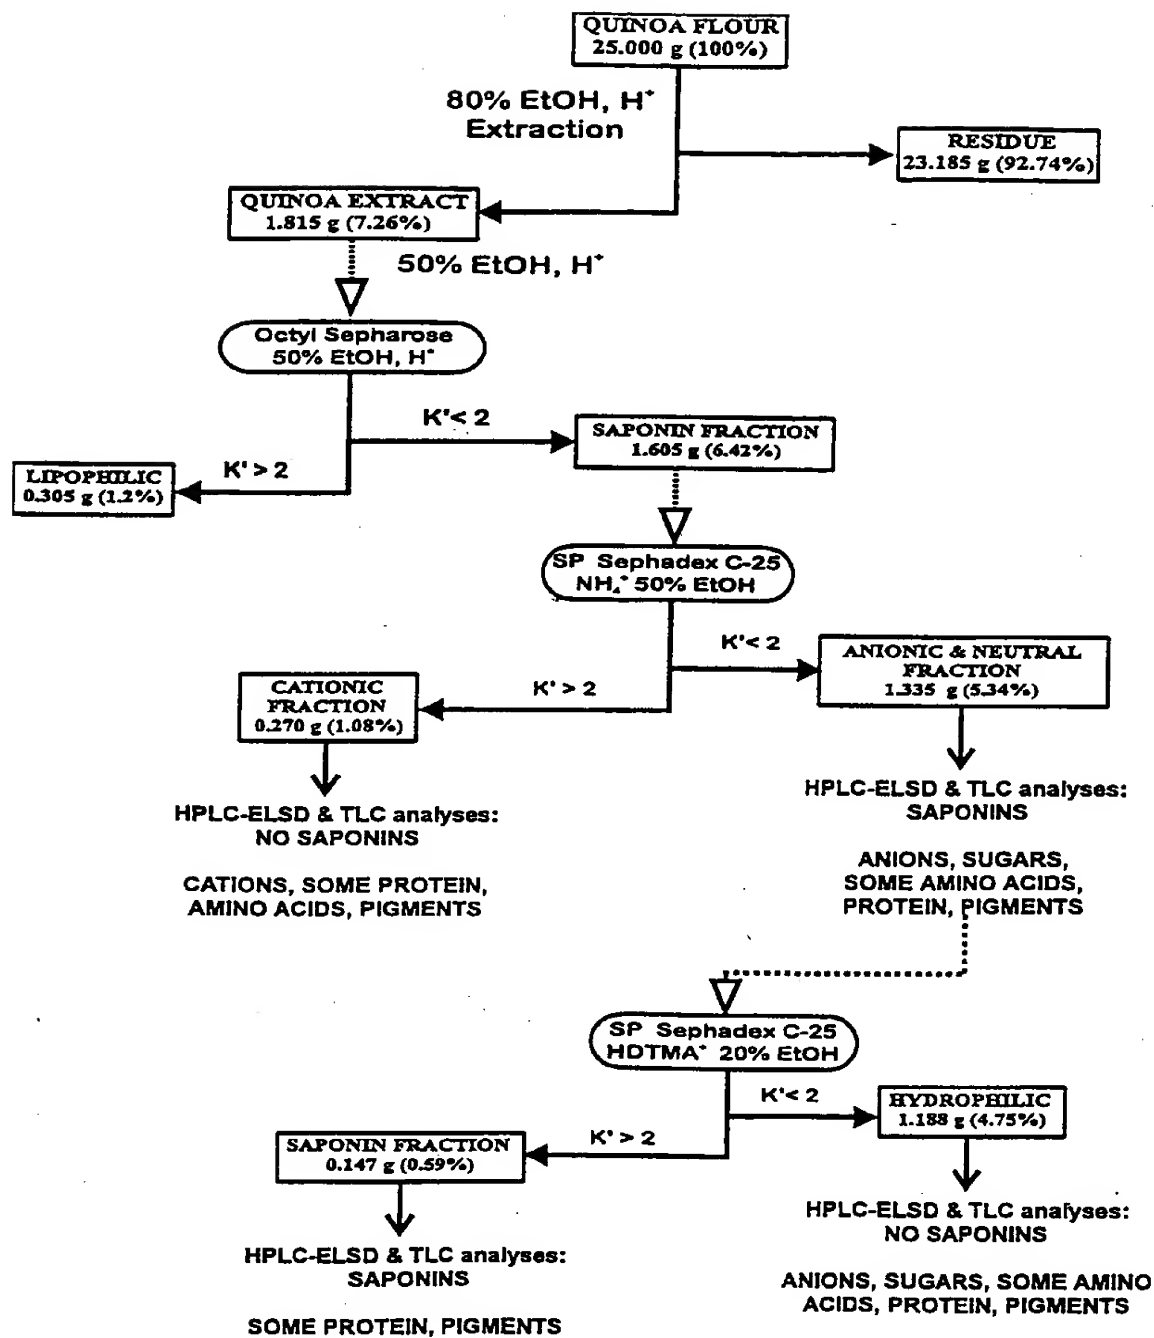 QUINOA FLOUR
25.000 g (100%)
80% EtOH, H⁺
Extraction
RESIDUE
23.185 g (92.74%)
QUINOA EXTRACT
1.815 g (7.26%)
50% EtOH, H⁺
Octyl Sepharose
50% EtOH, H⁺
K'< 2
SAPONIN FRACTION
1.605 g (6.42%)
K' > 2
LIPOPHILIC
0.305 g (1.2%)
SP Sephadex C-25
NH₄⁺ 50% EtOH
K'< 2
ANIONIC & NEUTRAL
FRACTION
1.335 g (5.34%)
K' > 2
CATIONIC
FRACTION
0.270 g (1.08%)
HPLC-ELSD & TLC analyses:
NO SAPONINS
CATIONS, SOME PROTEIN,
AMINO ACIDS, PIGMENTS
HPLC-ELSD & TLC analyses:
SAPONINS
ANIONS, SUGARS,
SOME AMINO ACIDS,
PROTEIN, PIGMENTS
SP Sephadex C-25
HDTMA⁺ 20% EtOH
K'< 2
HYDROPHILIC
1.188 g (4.75%)
K' > 2
SAPONIN FRACTION
0.147 g (0.59%)
HPLC-ELSD & TLC analyses:
SAPONINS
SOME PROTEIN, PIGMENTS
HPLC-ELSD & TLC analyses:
NO SAPONINS
ANIONS, SUGARS, SOME AMINO
ACIDS, PROTEIN, PIGMENTS